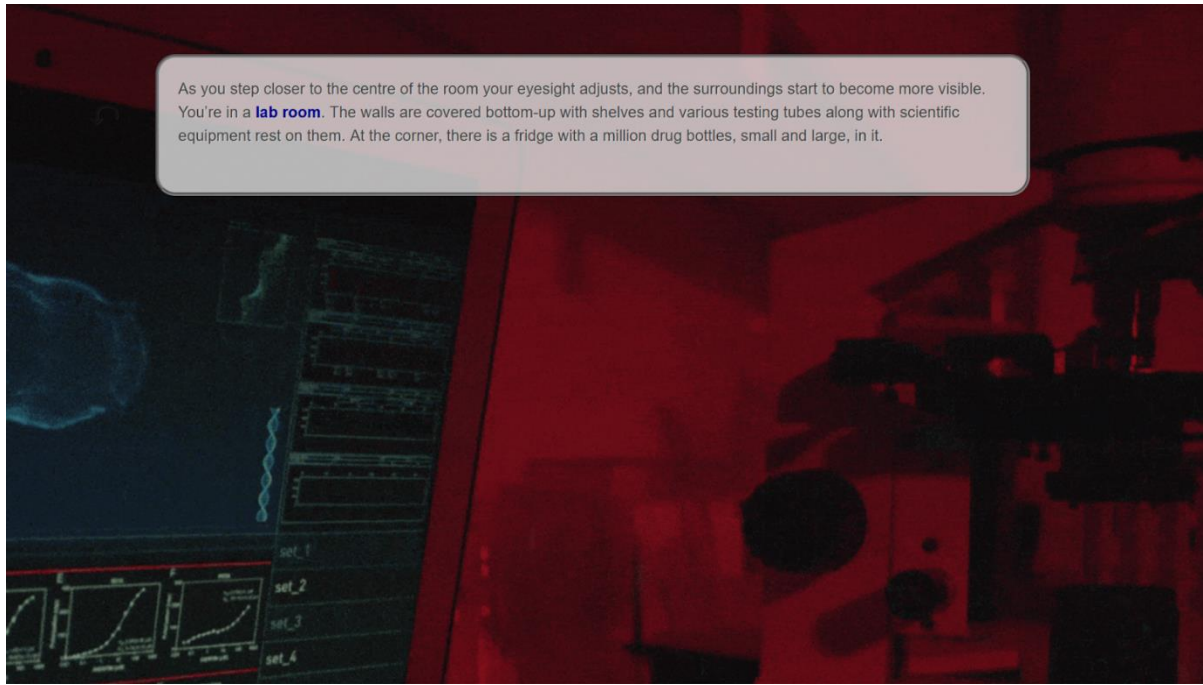 As you step closer to the centre of the room your eyesight adjusts, and the surroundings start to become more visible.
You’re in a lab room. The walls are covered bottom-up with shelves and various testing tubes along with scientific
equipment rest on them. At the corner, there is a fridge with a million drug bottles, small and large, in it.
set_1
set_2
set_3
set_4
E
F